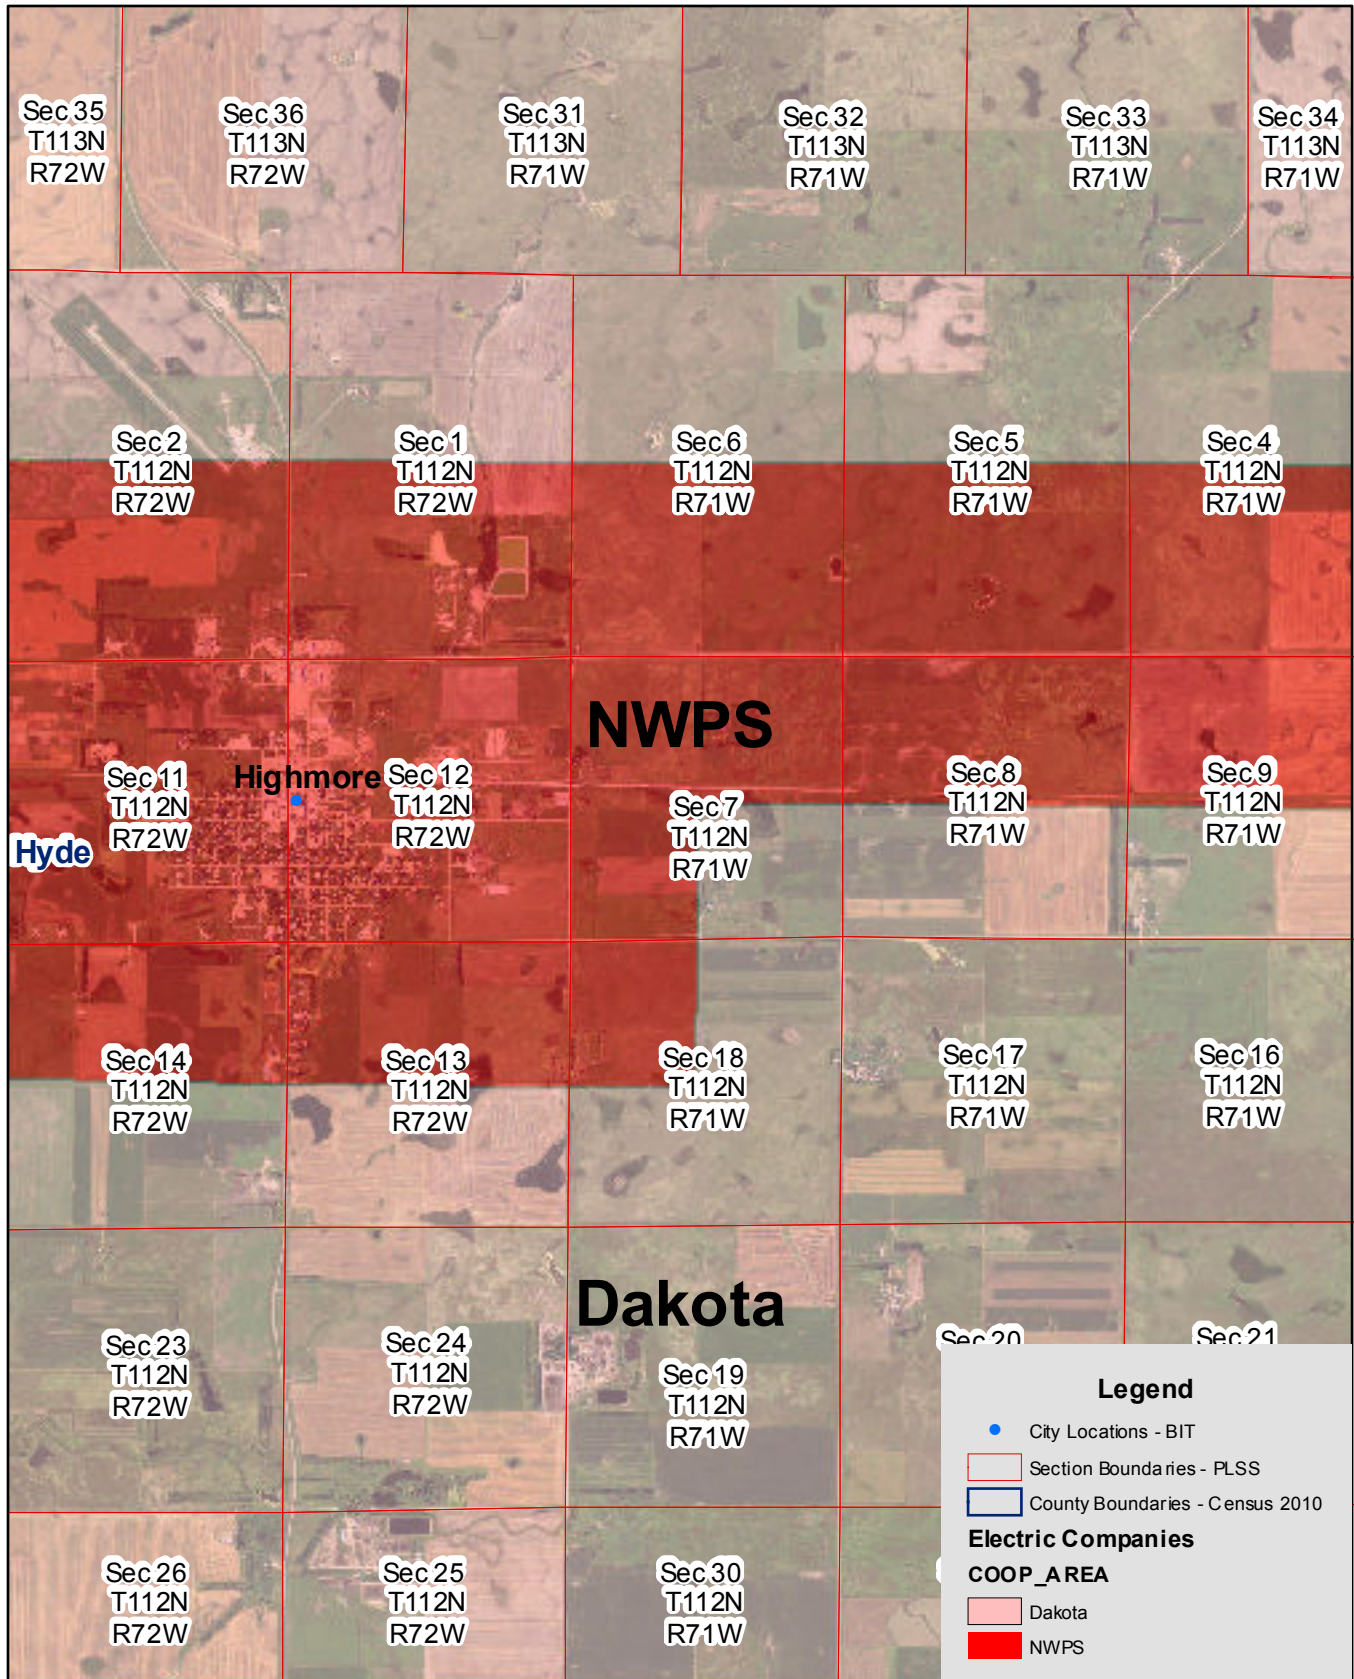 Sec 35
T113N
R72W
Sec 36
T113N
R72W
Sec 31
T113N
R71W
Sec 32
T113N
R71W
Sec 33
T113N
R71W
Sec 34
T113N
R71W
Sec 2
T112N
R72W
Sec 1
T112N
R72W
Sec 6
T112N
R71W
Sec 5
T112N
R71W
Sec 4
T112N
R71W
NWPS
Sec 11
T112N
R72W
Highmore
Sec 12
T112N
R72W
Sec 7
T112N
R71W
Sec 8
T112N
R71W
Sec 9
T112N
R71W
Hyde
Sec 14
T112N
R72W
Sec 13
T112N
R72W
Sec 18
T112N
R71W
Sec 17
T112N
R71W
Sec 16
T112N
R71W
Dakota
Sec 23
T112N
R72W
Sec 24
T112N
R72W
Sec 19
T112N
R71W
Sec 20
Sec 21
Sec 26
T112N
R72W
Sec 25
T112N
R72W
Sec 30
T112N
R71W
Legend
City Locations - BIT
Section Boundaries - PLSS
County Boundaries - Census 2010
Electric Companies
COOP_AREA
Dakota
NWPS